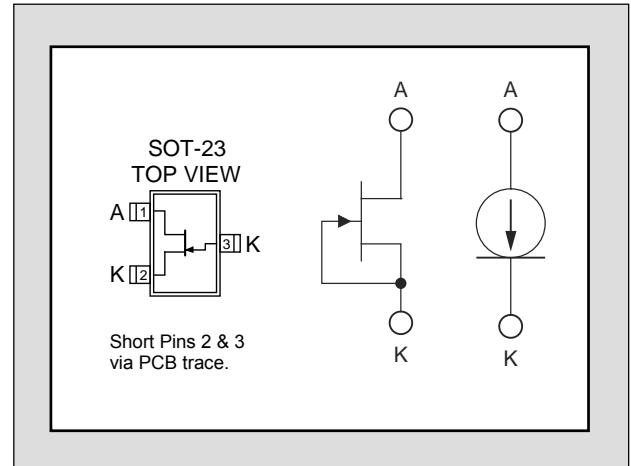 SOT-23
TOP VIEW
A 1
3 K
K 2
Short Pins 2 & 3
via PCB trace.
A
K
A
K